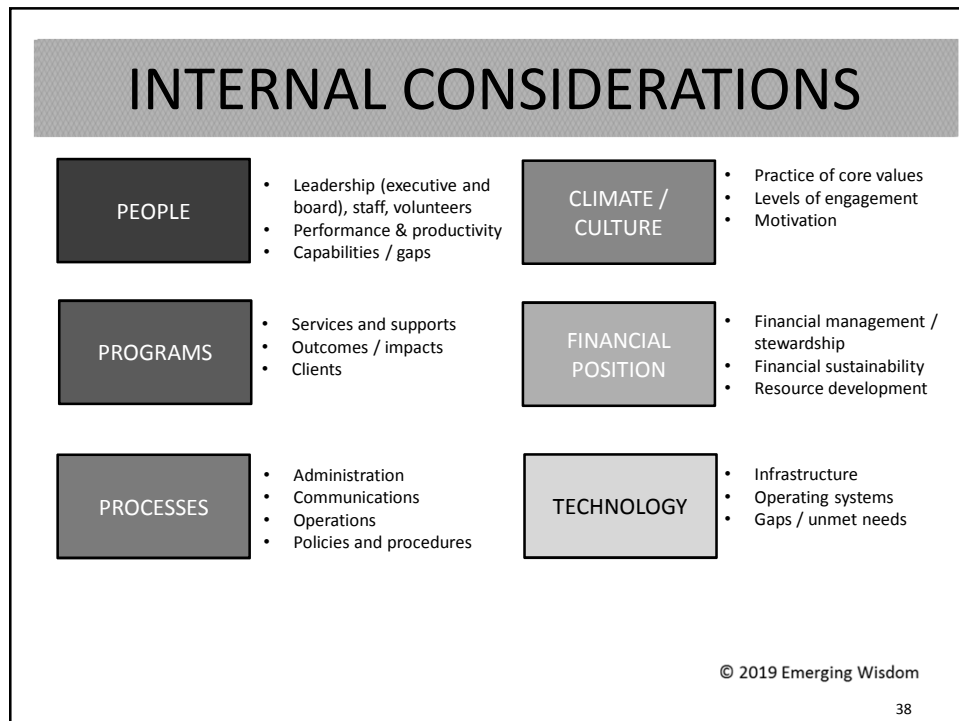 INTERNAL CONSIDERATIONS
PEOPLE
• Leadership (executive and
board), staff, volunteers
• Performance & productivity
• Capabilities / gaps
CLIMATE /
CULTURE
• Practice of core values
• Levels of engagement
• Motivation
PROGRAMS
• Services and supports
• Outcomes / impacts
• Clients
FINANCIAL
POSITION
• Financial management /
stewardship
• Financial sustainability
• Resource development
PROCESSES
• Administration
• Communications
• Operations
• Policies and procedures
TECHNOLOGY
• Infrastructure
• Operating systems
• Gaps / unmet needs
© 2019 Emerging Wisdom
38